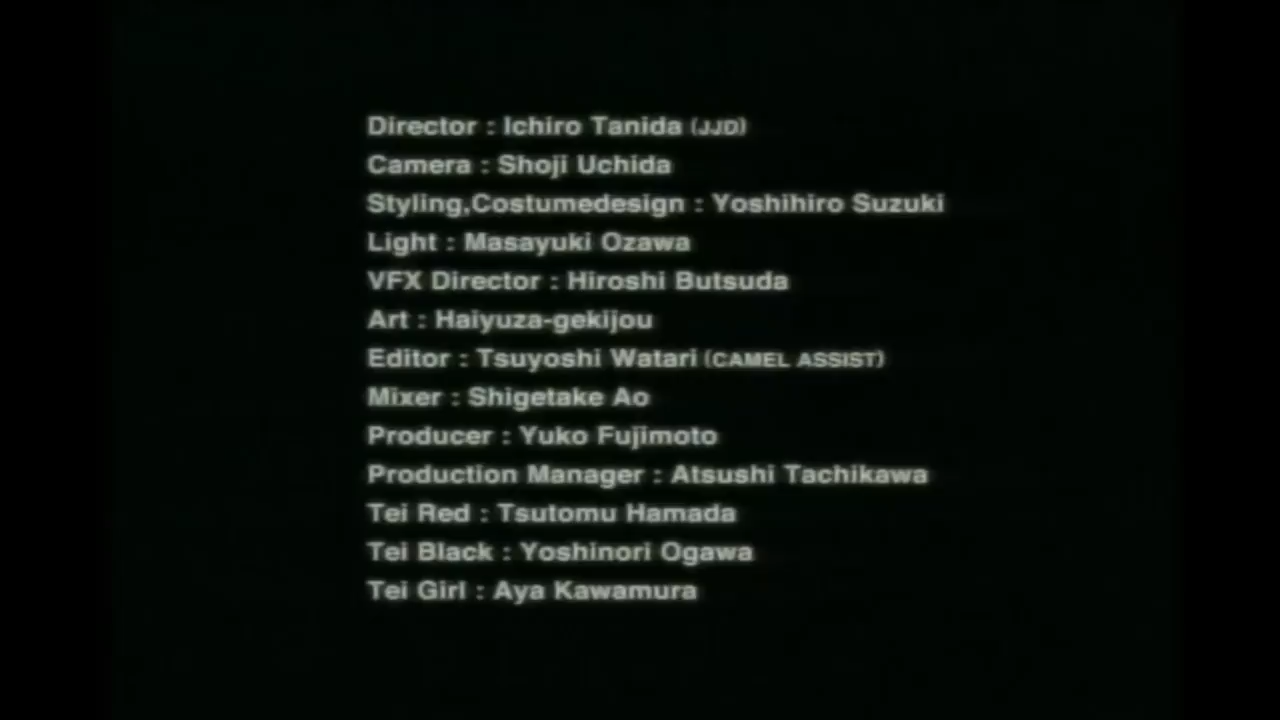 Director : Ichiro Tanida (JJD)
Camera : Shoji Uchida
Styling,Costumedesign : Yoshihiro Suzuki
Light : Masayuki Ozawa
VFX Director : Hiroshi Butsuda
Art : Haiyuza-gekijou
Editor : Tsuyoshi Watari (CAMEL ASSIST)
Mixer : Shigetake Ao
Producer : Yuko Fujimoto
Production Manager : Atsushi Tachikawa
Tei Red : Tsutomu Hamada
Tei Black : Yoshinori Ogawa
Tei Girl : Aya Kawamura